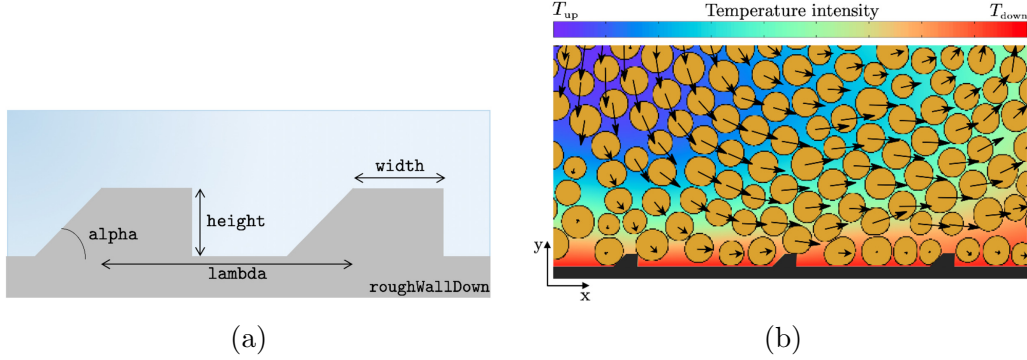 T_up Temperature intensity T_down
width
height
alpha
lambda
roughWallDown
y
x
(a)
(b)